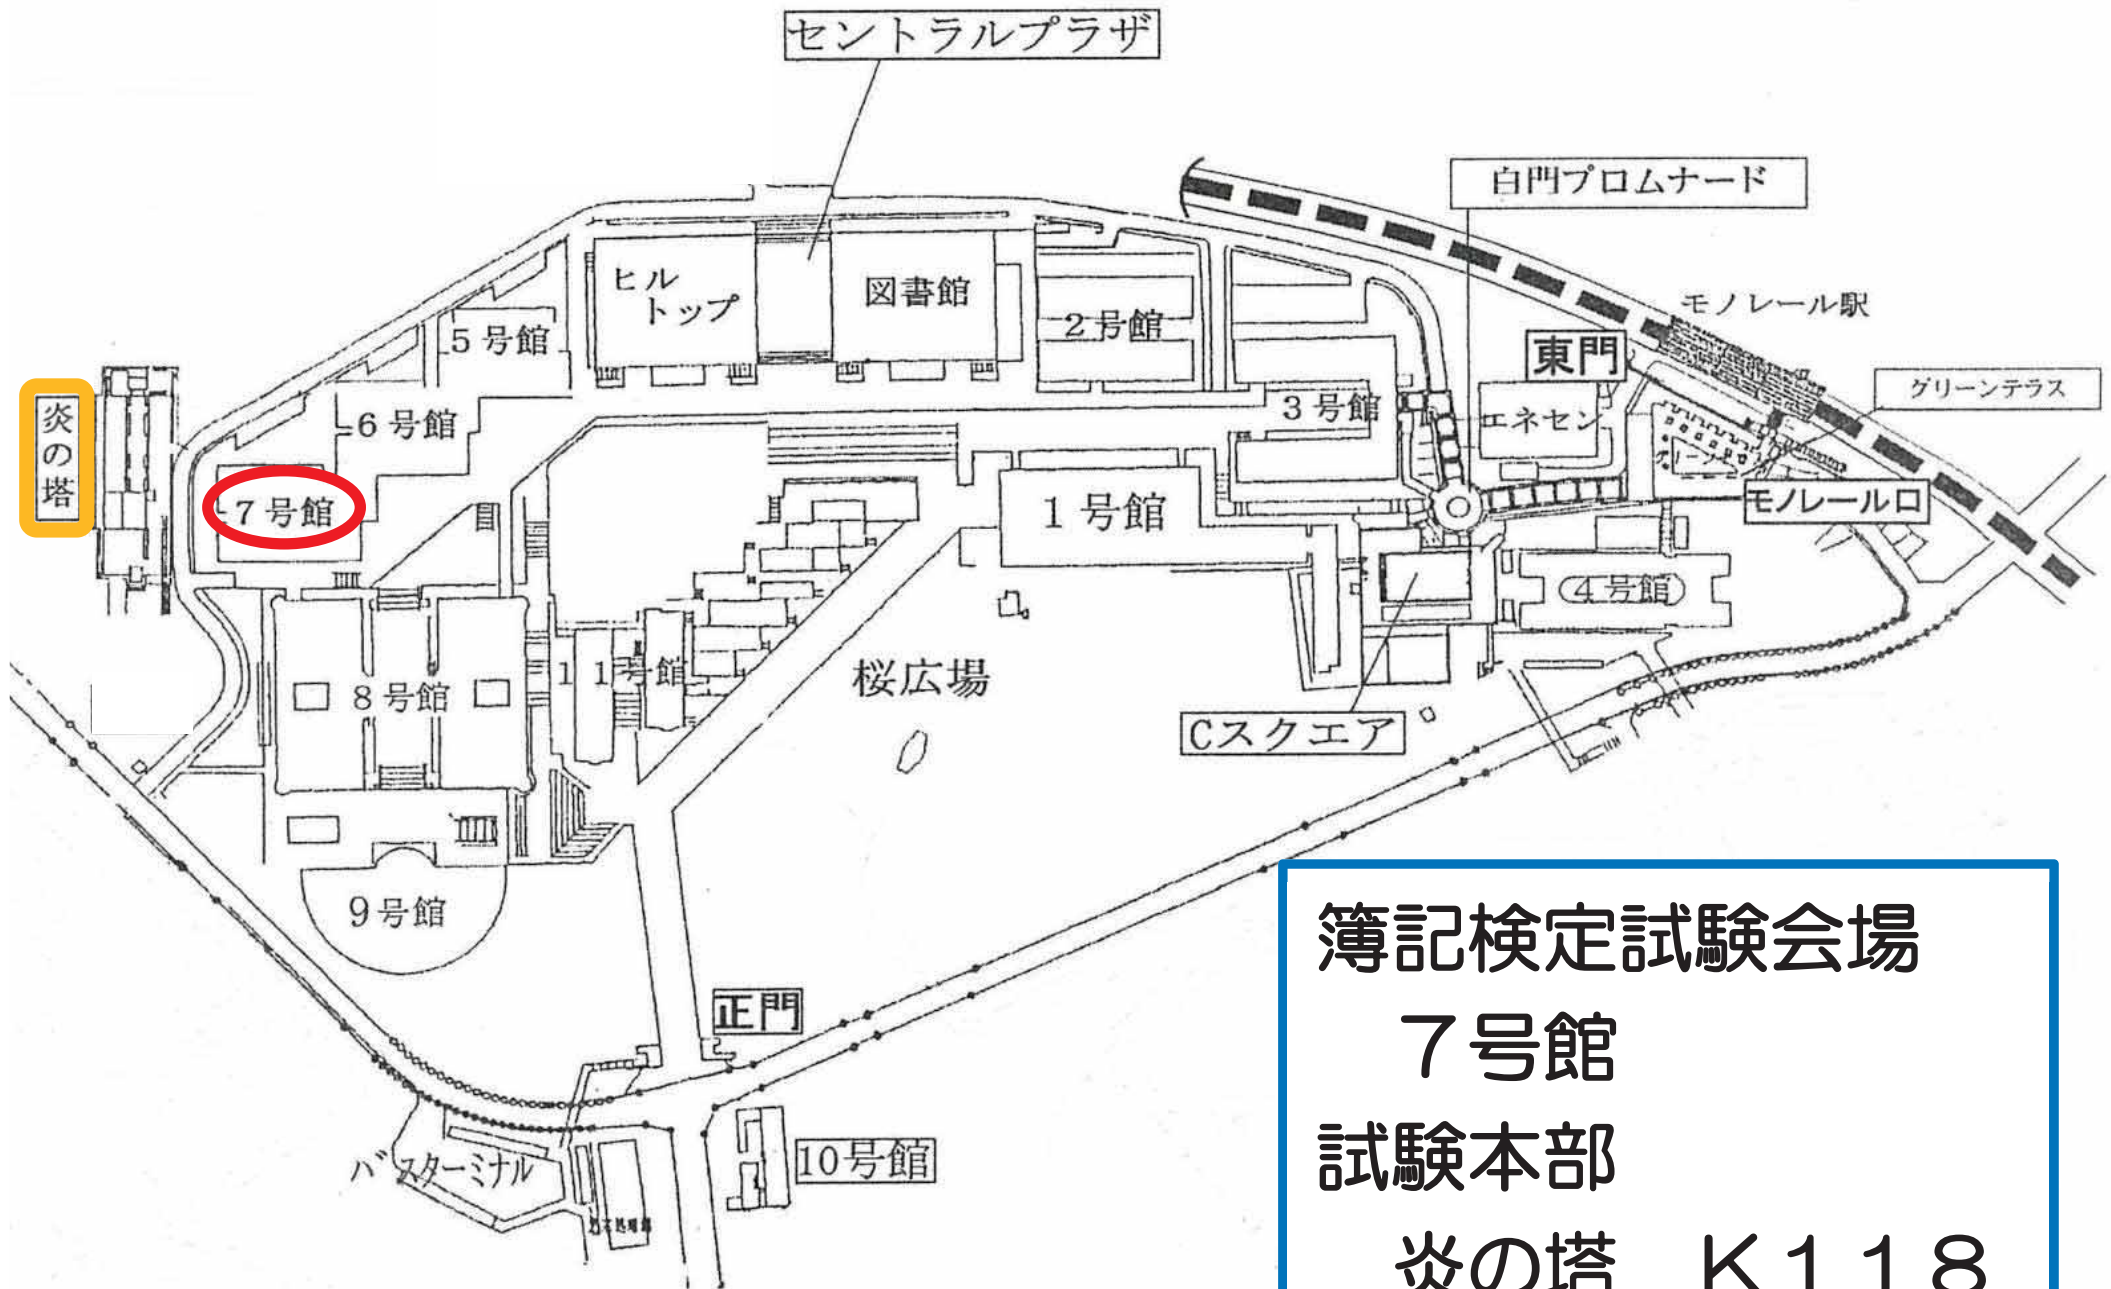 セントラルプラザ
白門プロムナード
モノレール駅
ヒル
トップ
図書館
2号館
5号館
東門
グリーンテラス
炎の塔
6号館
3号館
エネセン
7号館
1号館
モノレール口
4号館
8号館
11号館
桜広場
Cスクエア
9号館
正門
バスターミナル
10号館
簿記検定試験会場
7号館
試験本部
炎の塔 K118